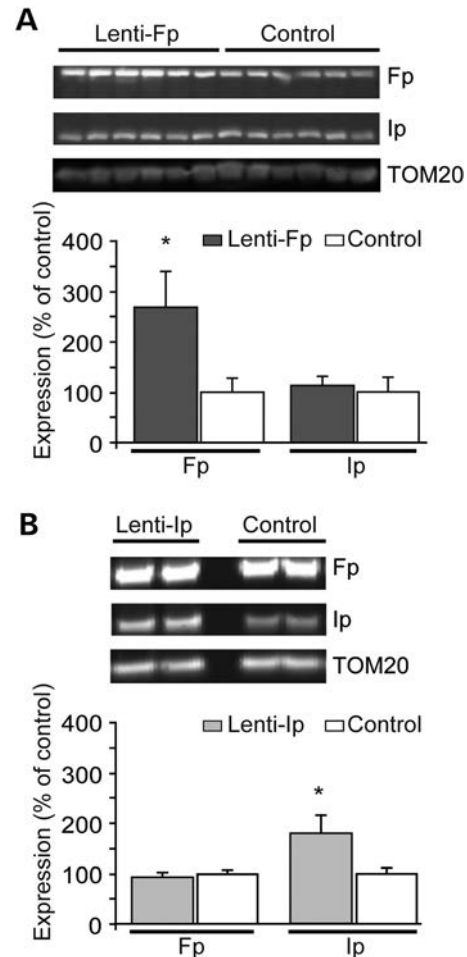 A
Lenti-Fp Control
Fp
Ip
TOM20
Expression (% of control)
400
300
200
100
0
*
Lenti-Fp Control
Fp Ip
B
Lenti-Ip Control
Fp
Ip
TOM20
Expression (% of control)
400
300
200
100
0
Lenti-Ip Control
*
Fp Ip